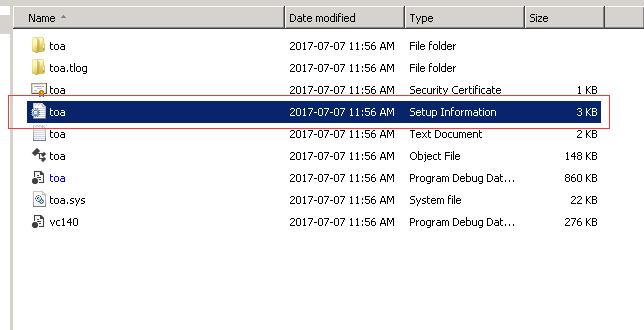 Name Date modified Type Size
toa 2017-07-07 11:56 AM File folder
toa.tlog 2017-07-07 11:56 AM File folder
toa 2017-07-07 11:56 AM Security Certificate 1 KB
toa 2017-07-07 11:56 AM Setup Information 3 KB
toa 2017-07-07 11:56 AM Text Document 2 KB
toa 2017-07-07 11:56 AM Object File 148 KB
toa 2017-07-07 11:56 AM Program Debug Dat... 860 KB
toa.sys 2017-07-07 11:56 AM System file 22 KB
vc140 2017-07-07 11:56 AM Program Debug Dat... 276 KB